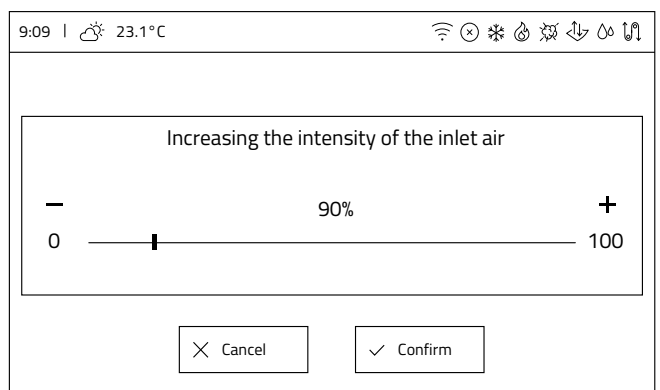 9:09 | 23.1°C
Increasing the intensity of the inlet air
− 90% +
0 100
Cancel Confirm